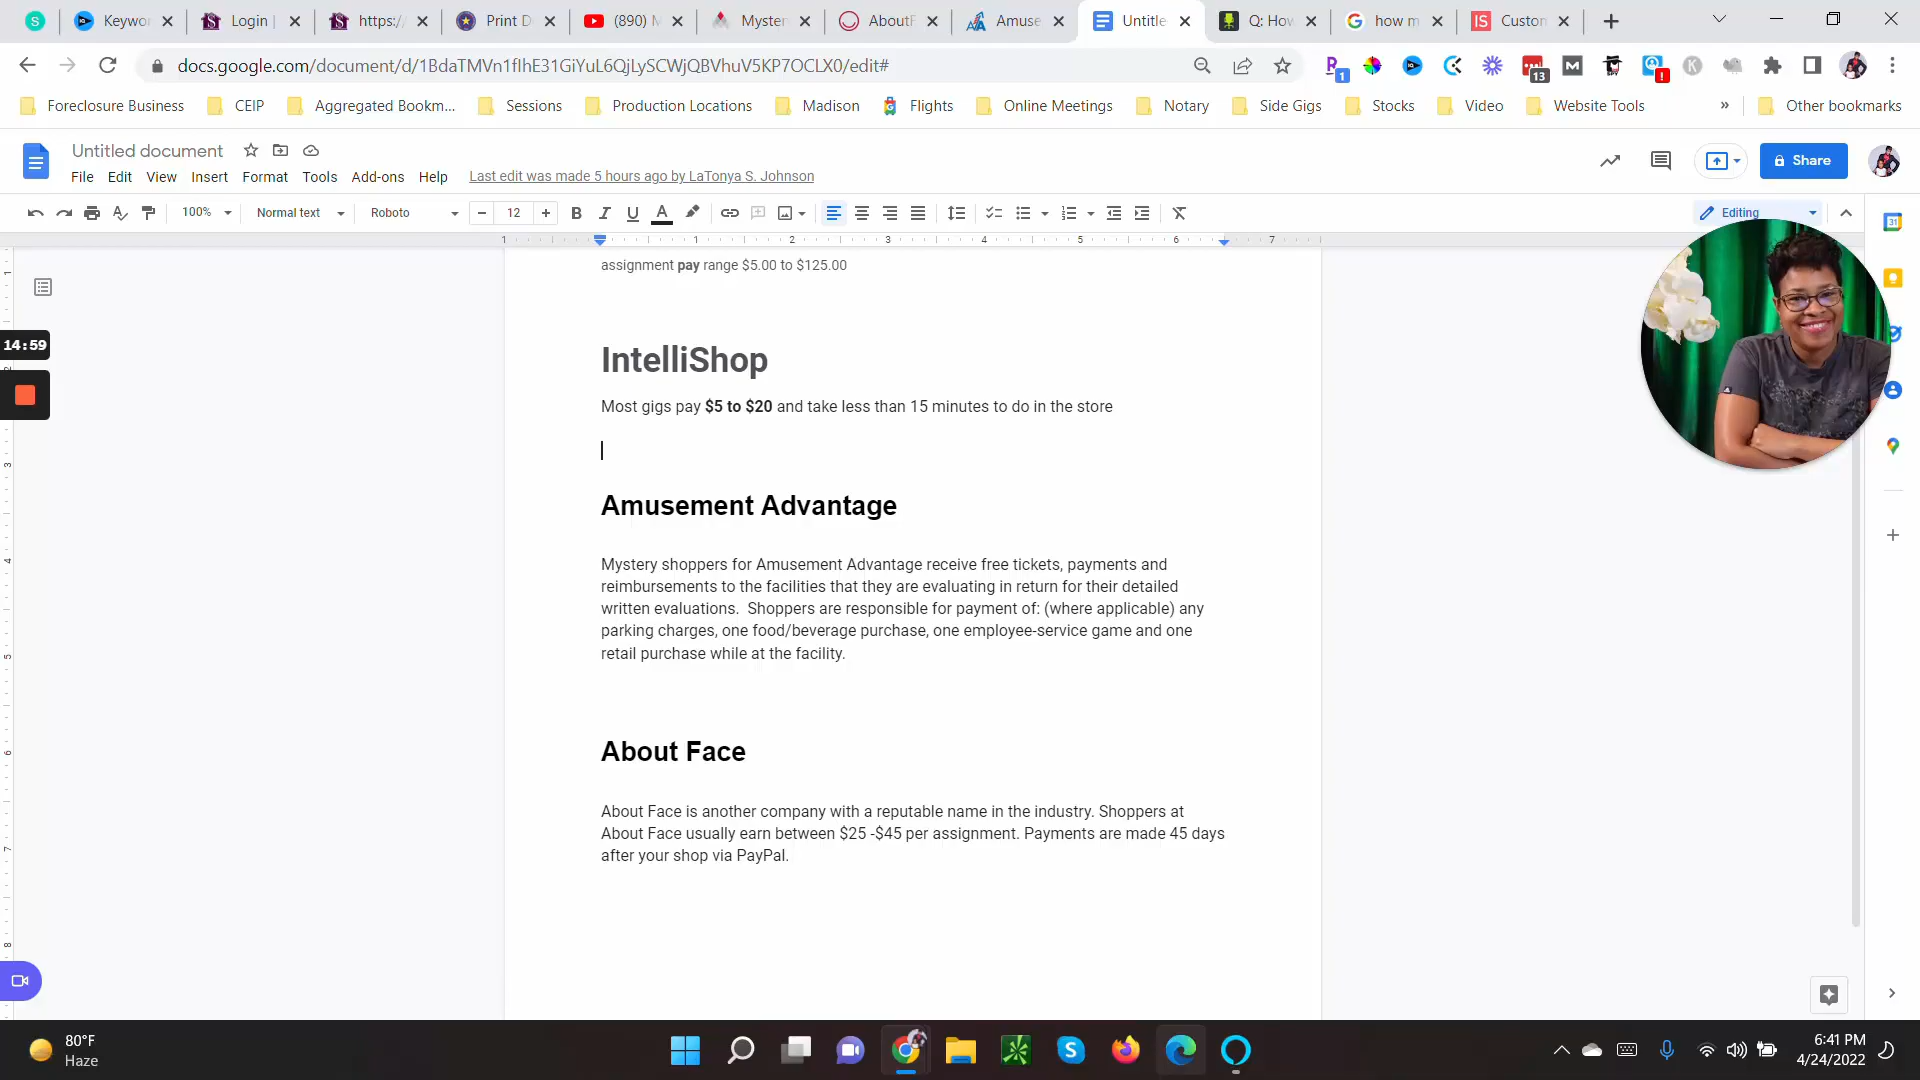 Keywor
Login |
https:/
Print D
(890) M
Myster
AboutF
Amuse
Untitle
Q: How
how m
Custom
docs.google.com/document/d/1BdaTMVn1flhE31GiYuL6QjLySCWjQBVhuV5KP7OCLX0/edit#
1
13
!
Foreclosure Business
CEIP
Aggregated Bookm...
Sessions
Production Locations
Madison
Flights
Online Meetings
Notary
Side Gigs
Stocks
Video
Website Tools
»
Other bookmarks
Untitled document
File Edit View Insert Format Tools Add-ons Help
Last edit was made 5 hours ago by LaTonya S. Johnson
Share
100%
Normal text
Roboto
12
Editing
assignment pay range $5.00 to $125.00
14:59
IntelliShop
Most gigs pay $5 to $20 and take less than 15 minutes to do in the store
Amusement Advantage
Mystery shoppers for Amusement Advantage receive free tickets, payments and
reimbursements to the facilities that they are evaluating in return for their detailed
written evaluations.  Shoppers are responsible for payment of: (where applicable) any
parking charges, one food/beverage purchase, one employee-service game and one
retail purchase while at the facility.
About Face
About Face is another company with a reputable name in the industry. Shoppers at
About Face usually earn between $25 -$45 per assignment. Payments are made 45 days
after your shop via PayPal.
80°F
Haze
6:41 PM
4/24/2022